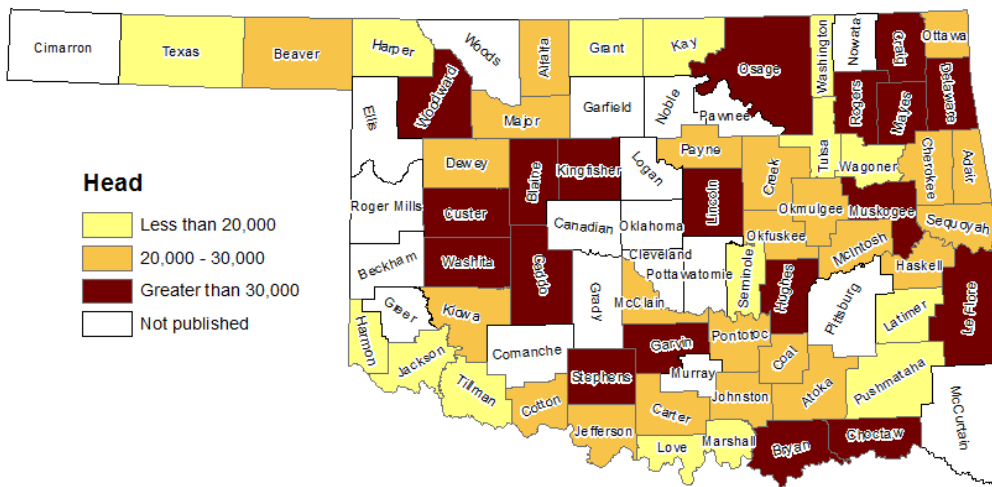 Cimarron
Texas
Beaver
Harper
Woods
Alfalfa
Grant
Kay
Osage
Washington
Nowata
Craig
Ottawa
Woodward
Ellis
Major
Garfield
Noble
Pawnee
Rogers
Mayes
Delaware
Dewey
Blaine
Kingfisher
Logan
Payne
Creek
Tulsa
Wagoner
Cherokee
Adair
Head
Less than 20,000
20,000 - 30,000
Greater than 30,000
Not published
Roger Mills
Custer
Canadian
Oklahoma
Lincoln
Okmulgee
Muskogee
Sequoyah
Okfuskee
McIntosh
Beckham
Washita
Caddo
Grady
Cleveland
Pottawatomie
Seminole
Hughes
Haskell
Greer
Kiowa
McClain
Pittsburg
Latimer
Le Flore
Harmon
Jackson
Comanche
Garvin
Pontotoc
Coal
Tillman
Stephens
Murray
Johnston
Atoka
Pushmataha
Cotton
Carter
McCurtain
Jefferson
Love
Marshall
Bryan
Choctaw